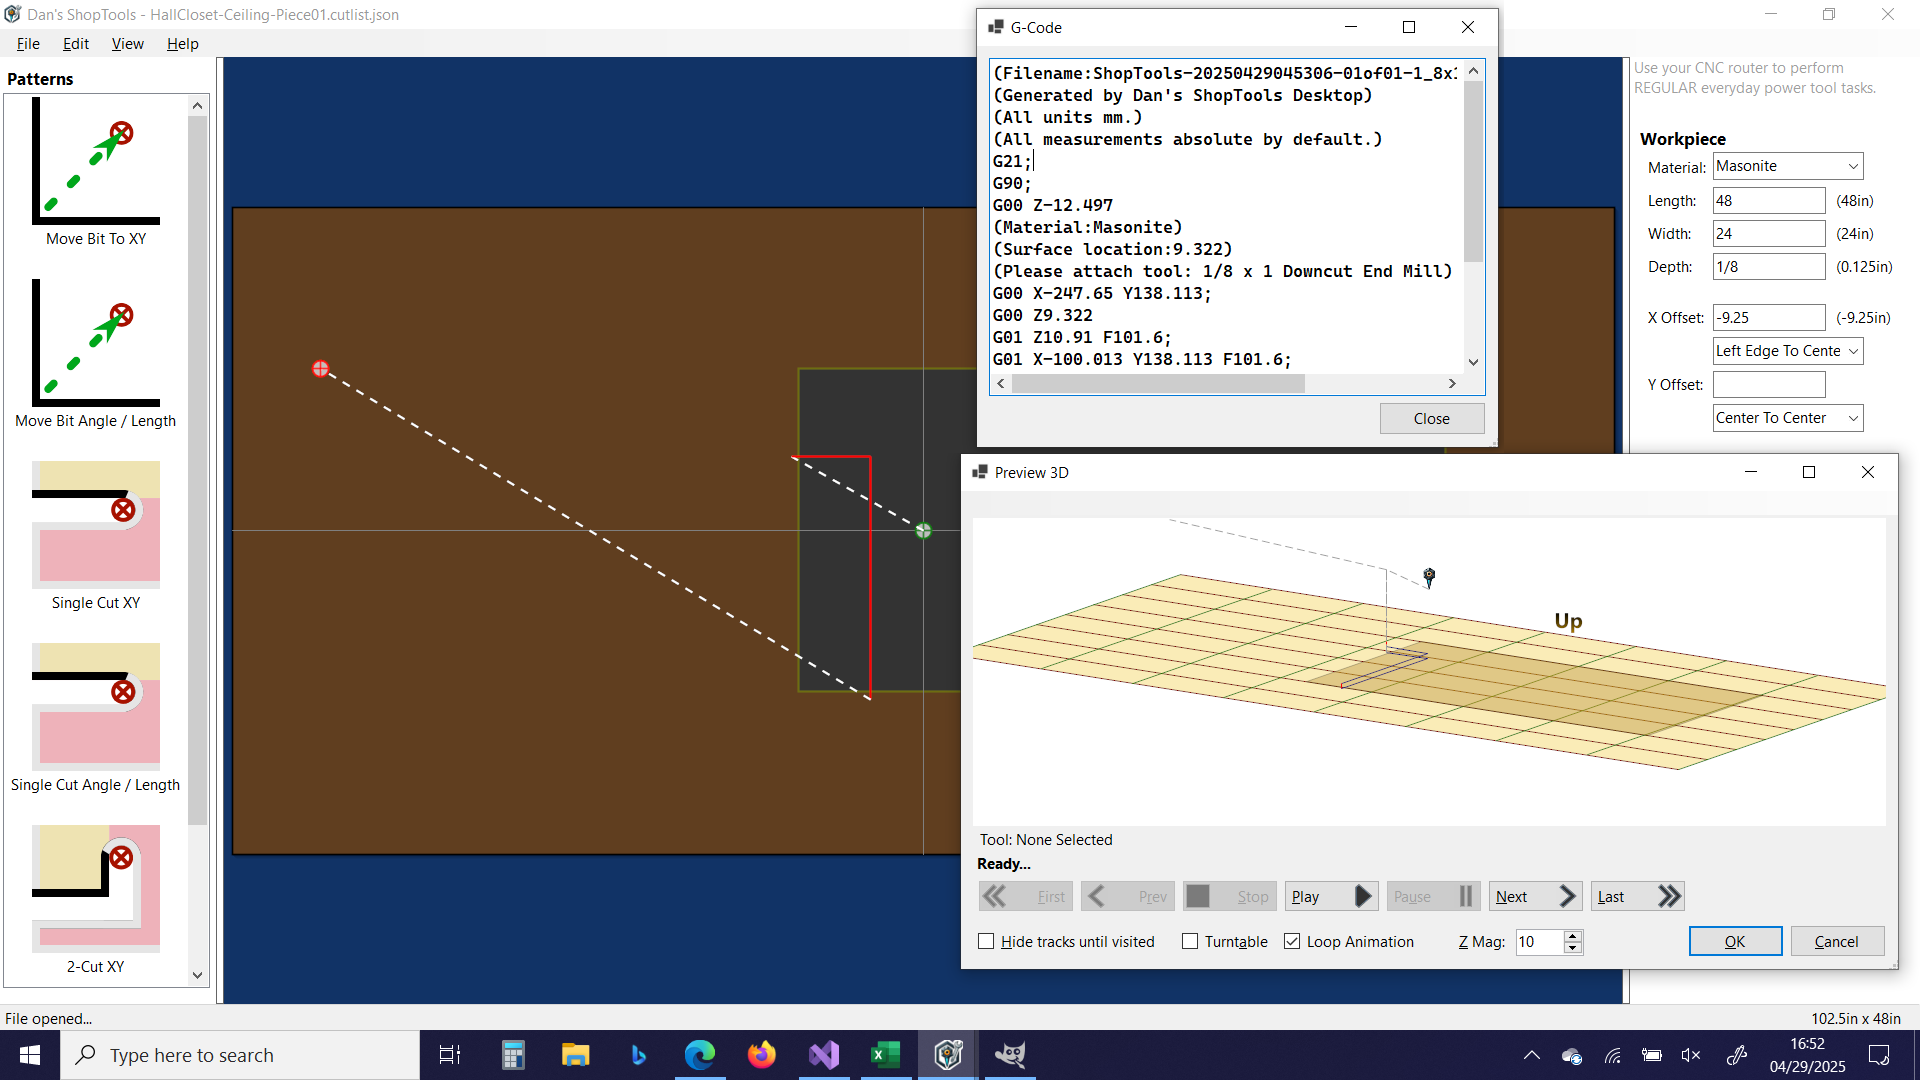 Dan's ShopTools - HallCloset-Ceiling-Piece01.cutlist.json
File Edit View Help
Patterns
Move Bit To XY
Move Bit Angle / Length
Single Cut XY
Single Cut Angle / Length
2-Cut XY
G-Code
(Filename:ShopTools-20250429045306-01of01-1_8x1
(Generated by Dan's ShopTools Desktop)
(All units mm.)
(All measurements absolute by default.)
G21;
G90;
G00 Z-12.497
(Material:Masonite)
(Surface location:9.322)
(Please attach tool: 1/8 x 1 Downcut End Mill)
G00 X-247.65 Y138.113;
G00 Z9.322
G01 Z10.91 F101.6;
G01 X-100.013 Y138.113 F101.6;
Close
Use your CNC router to perform
REGULAR everyday power tool tasks.
Workpiece
Material: Masonite
Length: 48 (48in)
Width: 24 (24in)
Depth: 1/8 (0.125in)
X Offset: -9.25 (-9.25in)
Left Edge To Cente
Y Offset:
Center To Center
Preview 3D
Up
Tool: None Selected
Ready...
First Prev Stop Play Pause Next Last
Hide tracks until visited Turntable Loop Animation Z Mag: 10 OK Cancel
File opened...
102.5in x 48in
Type here to search
16:52
04/29/2025